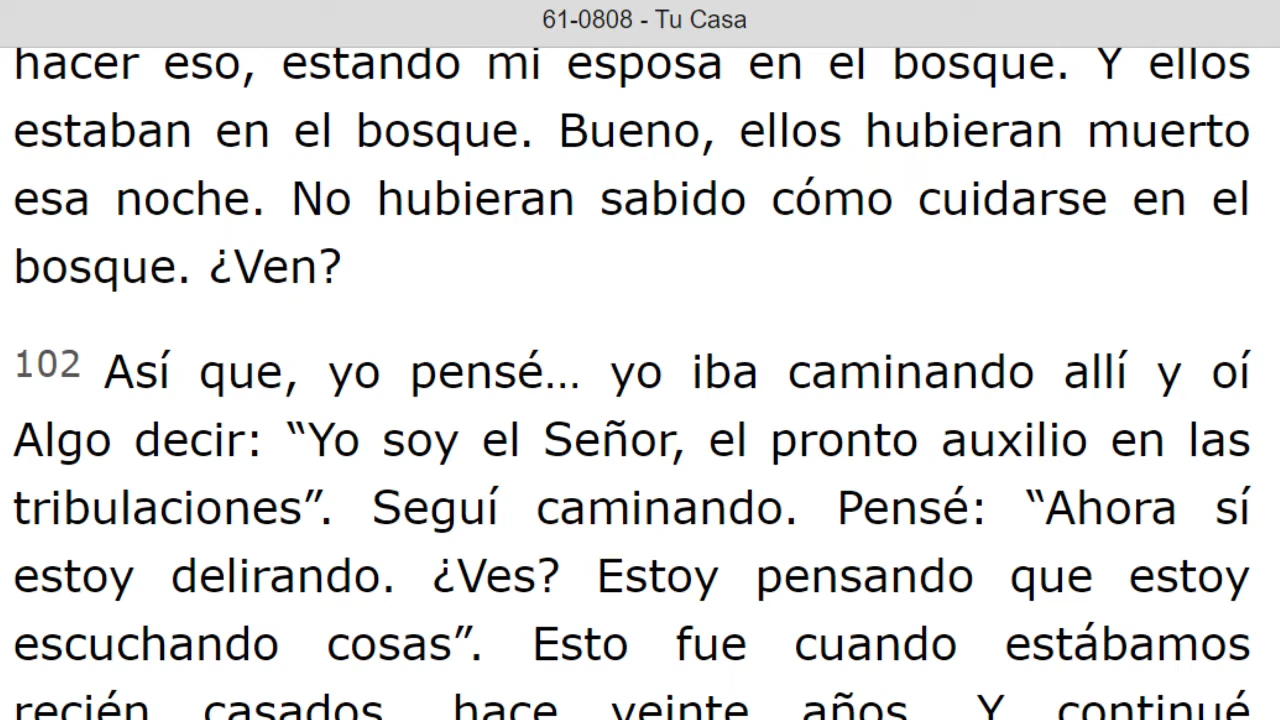 61-0808 - Tu Casa
hacer eso, estando mi esposa en el bosque. Y ellos
estaban en el bosque. Bueno, ellos hubieran muerto
esa noche. No hubieran sabido cómo cuidarse en el
bosque. ¿Ven?
102 Así que, yo pensé… yo iba caminando allí y oí
Algo decir: “Yo soy el Señor, el pronto auxilio en las
tribulaciones”. Seguí caminando. Pensé: “Ahora sí
estoy delirando. ¿Ves? Estoy pensando que estoy
escuchando cosas”. Esto fue cuando estábamos
recién casados, hace veinte años. Y continué